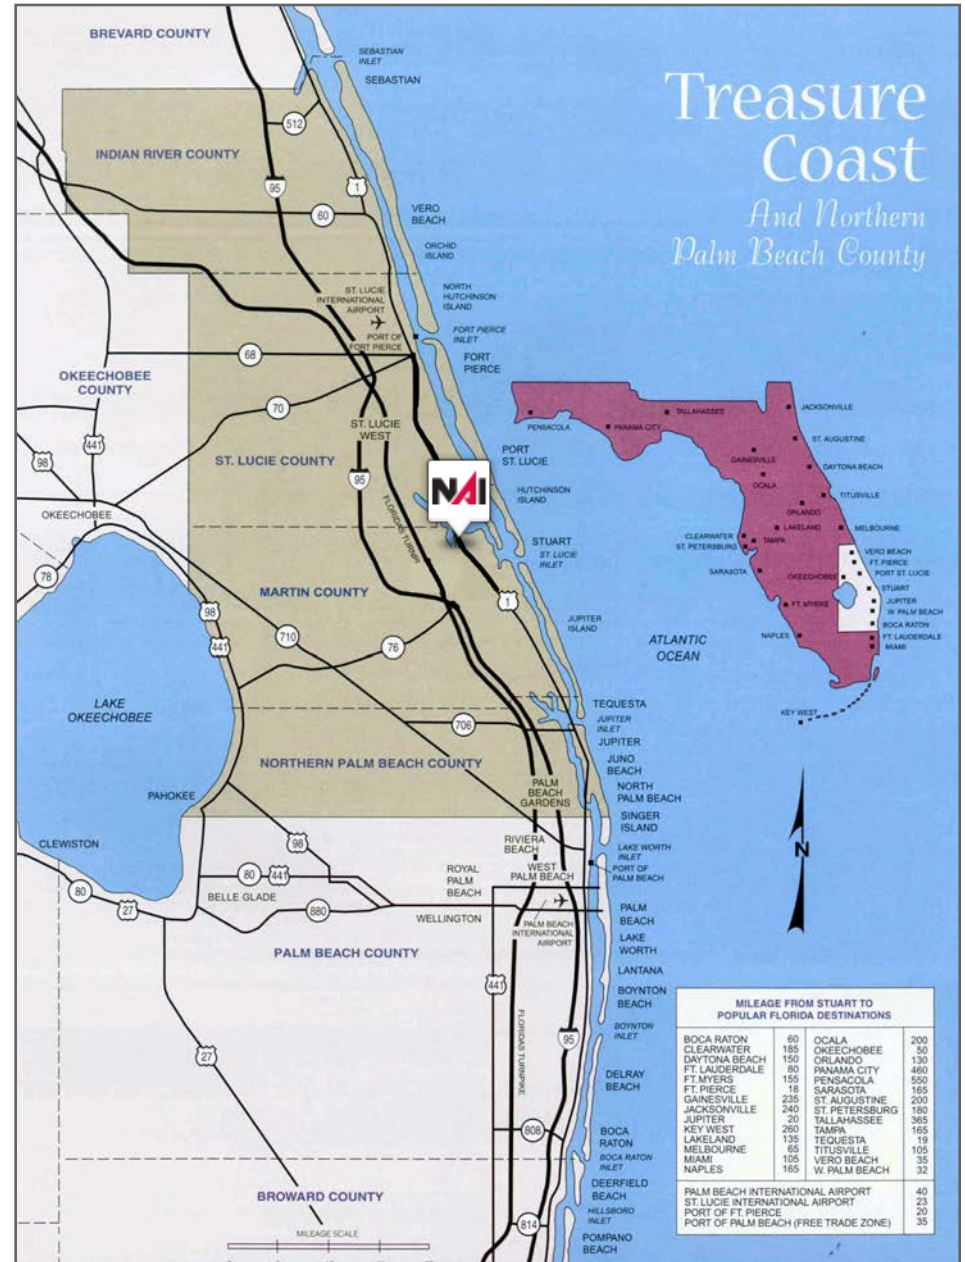 BREVARD COUNTY
SEBASTIAN
INLET
SEBASTIAN
Treasure
Coast
And Northern
Palm Beach County
512
INDIAN RIVER COUNTY
95
1
60
VERO
BEACH
ORCHID
ISLAND
ST. LUCIE
INTERNATIONAL
AIRPORT
NORTH
HUTCHINSON
ISLAND
PORT OF
FORT PIERCE
FORT PIERCE
INLET
68
FORT
PIERCE
OKEECHOBEE
COUNTY
70
ST. LUCIE
WEST
441
98
ST. LUCIE COUNTY
95
PORT
ST. LUCIE
NAI
HUTCHINSON
ISLAND
OKEECHOBEE
FLORIDAS TURNP
STUART
ST. LUCIE
INLET
78
98
441
MARTIN COUNTY
1
710
76
JUPITER
ISLAND
ATLANTIC
OCEAN
LAKE
OKEECHOBEE
TEQUESTA
706
JUPITER
INLET
JUPITER
NORTHERN PALM BEACH COUNTY
JUNO
BEACH
PALM
BEACH
GARDENS
NORTH
PALM BEACH
PAHOKEE
SINGER
ISLAND
CLEWISTON
98
RIVIERA
BEACH
LAKE WORTH
INLET
PORT OF
PALM BEACH
ROYAL
PALM
BEACH
WEST
PALM BEACH
80
27
80
441
BELLE GLADE
880
WELLINGTON
PALM BEACH
INTERNATIONAL
AIRPORT
PALM
BEACH
LAKE
WORTH
PALM BEACH COUNTY
LANTANA
441
BOYNTON
BEACH
FLORIDAS TURNPIKE
95
BOYNTON
INLET
27
DELRAY
BEACH
808
BOCA
RATON
BOCA RATON
INLET
BROWARD COUNTY
DEERFIELD
BEACH
814
HILLSBORO
INLET
MILEAGE SCALE
POMPANO
BEACH
PENSACOLA
PANAMA CITY
TALLAHASSEE
JACKSONVILLE
ST. AUGUSTINE
GAINESVILLE
DAYTONA BEACH
OCALA
TITUSVILLE
ORLANDO
LAKELAND
MELBOURNE
CLEARWATER
TAMPA
ST. PETERSBURG
VERO BEACH
FT. PIERCE
SARASOTA
OKEECHOBEE
PORT ST. LUCIE
STUART
FT. MYERS
JUPITER
W. PALM BEACH
BOCA RATON
NAPLES
FT. LAUDERDALE
MIAMI
KEY WEST
N
MILEAGE FROM STUART TO
POPULAR FLORIDA DESTINATIONS
BOCA RATON 60 OCALA 200
CLEARWATER 185 OKEECHOBEE 50
DAYTONA BEACH 150 ORLANDO 130
FT. LAUDERDALE 80 PANAMA CITY 460
FT.MYERS 155 PENSACOLA 550
FT. PIERCE 18 SARASOTA 165
GAINESVILLE 235 ST. AUGUSTINE 200
JACKSONVILLE 240 ST. PETERSBURG 180
JUPITER 20 TALLAHASSEE 365
KEY WEST 260 TAMPA 165
LAKELAND 135 TEQUESTA 19
MELBOURNE 65 TITUSVILLE 105
MIAMI 105 VERO BEACH 35
NAPLES 165 W. PALM BEACH 32
PALM BEACH INTERNATIONAL AIRPORT 40
ST. LUCIE INTERNATIONAL AIRPORT 23
PORT OF FT. PIERCE 20
PORT OF PALM BEACH (FREE TRADE ZONE) 35